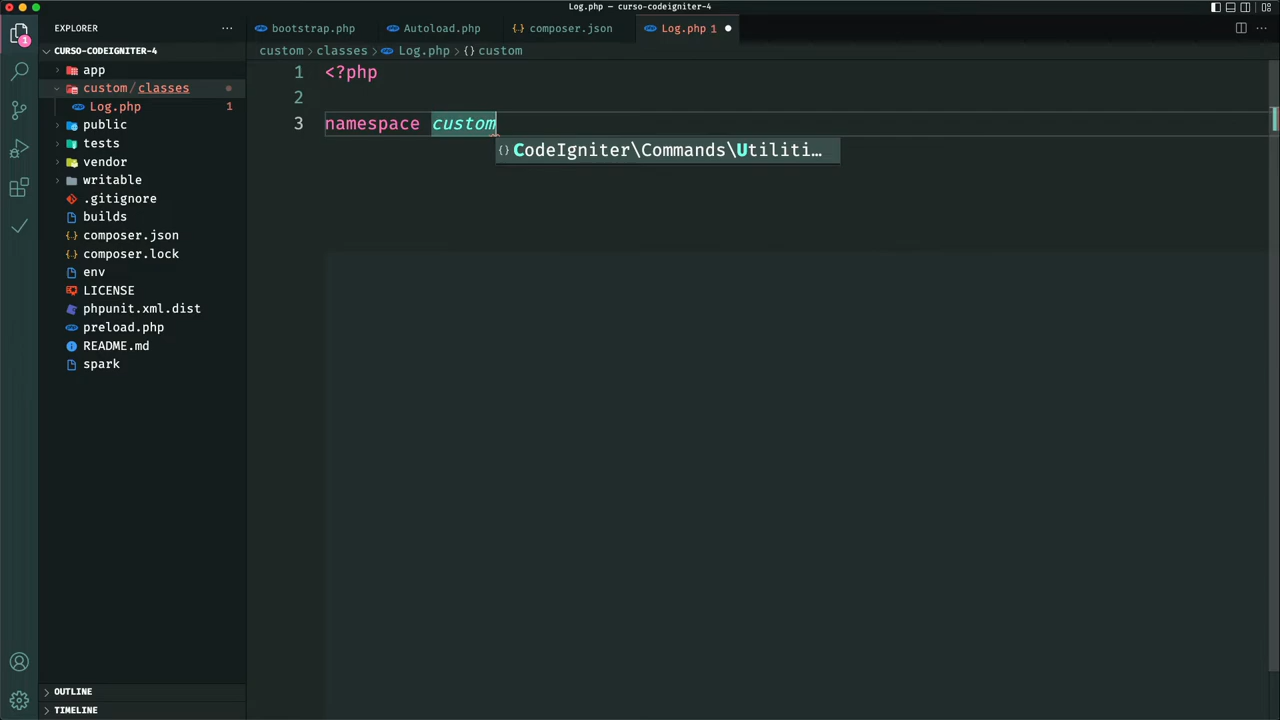 Log.php — curso-codeigniter-4
EXPLORER
CURSO-CODEIGNITER-4
app
custom/classes
Log.php 1
public
tests
vendor
writable
.gitignore
builds
composer.json
composer.lock
env
LICENSE
phpunit.xml.dist
preload.php
README.md
spark
OUTLINE
TIMELINE
1
bootstrap.php Autoload.php composer.json Log.php 1
custom > classes > Log.php > {} custom
1 <?php
2
3 namespace custom
CodeIgniter\Commands\Utiliti…